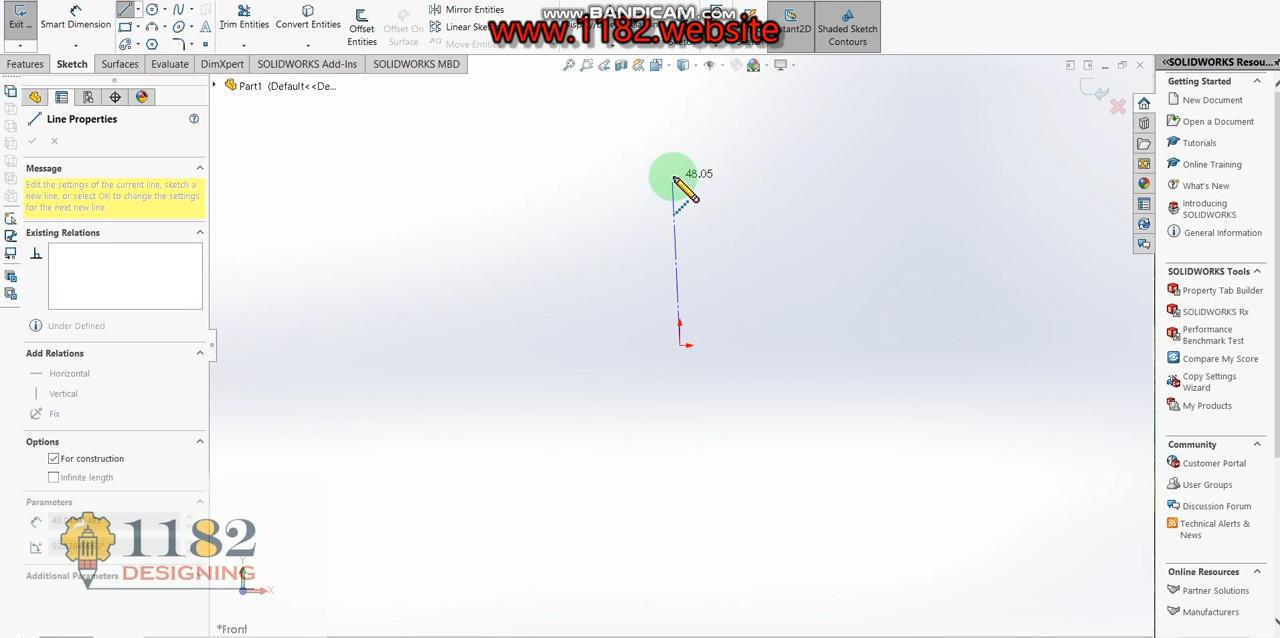 WWW.BANDICAM.COM
www.1182.website
Exit ...
Smart Dimension
Trim Entities
Convert Entities
Offset Entities
Offset On Surface
Mirror Entities
Linear Sk
Move Entities
Instant2D
Shaded Sketch Contours
Features
Sketch
Surfaces
Evaluate
DimXpert
SOLIDWORKS Add-Ins
SOLIDWORKS MBD
Part1 (Default<<De...
Line Properties
Message
Edit the settings of the current line, sketch a
new line, or select OK to change the settings
for the next new line.
Existing Relations
Under Defined
Add Relations
Horizontal
Vertical
Fix
Options
For construction
Infinite length
Parameters
Additional Parameters
1182
DESIGNING
X
*Front
48.05
SOLIDWORKS Resou...
Getting Started
New Document
Open a Document
Tutorials
Online Training
What's New
Introducing
SOLIDWORKS
General Information
SOLIDWORKS Tools
Property Tab Builder
SOLIDWORKS Rx
Performance
Benchmark Test
Compare My Score
Copy Settings
Wizard
My Products
Community
Customer Portal
User Groups
Discussion Forum
Technical Alerts &
News
Online Resources
Partner Solutions
Manufacturers